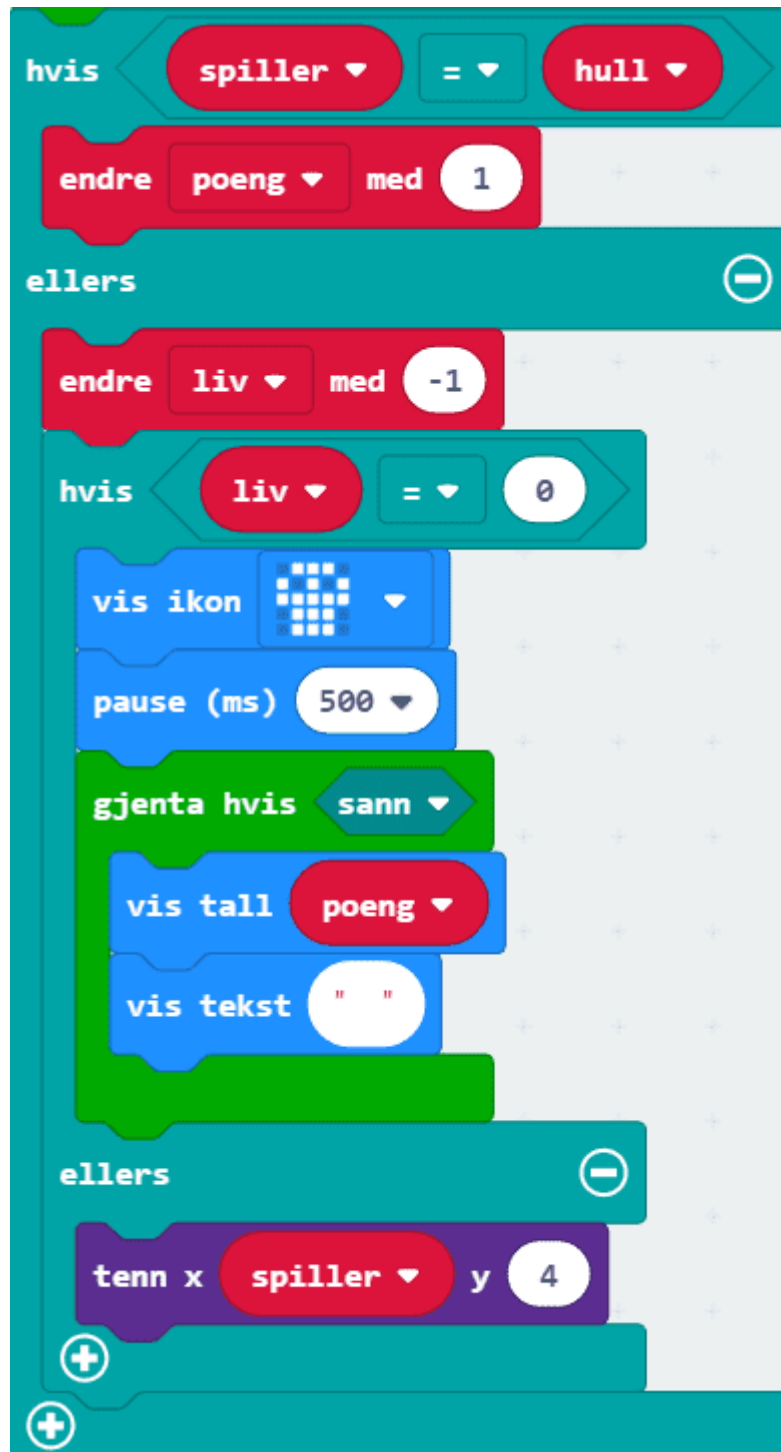 hvis spiller = hull
endre poeng med 1
ellers
endre liv med -1
hvis liv = 0
vis ikon
pause (ms) 500
gjenta hvis sann
vis tall poeng
vis tekst " "
ellers
tenn x spiller y 4